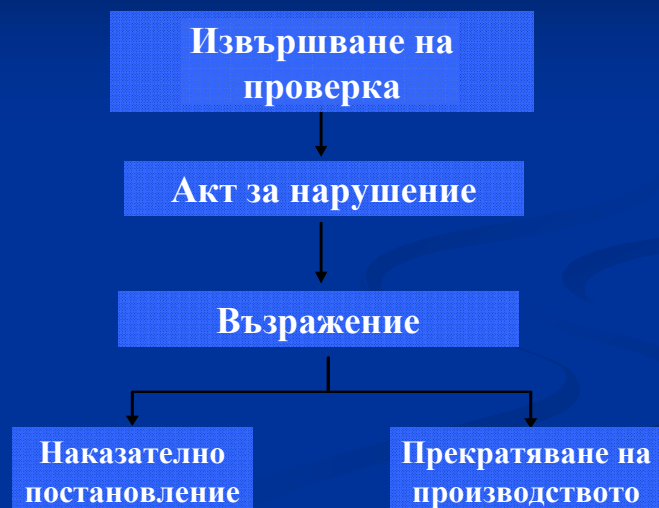 Извършване на
проверка
Акт за нарушение
Възражение
Наказателно
постановление
Прекратяване на
производството